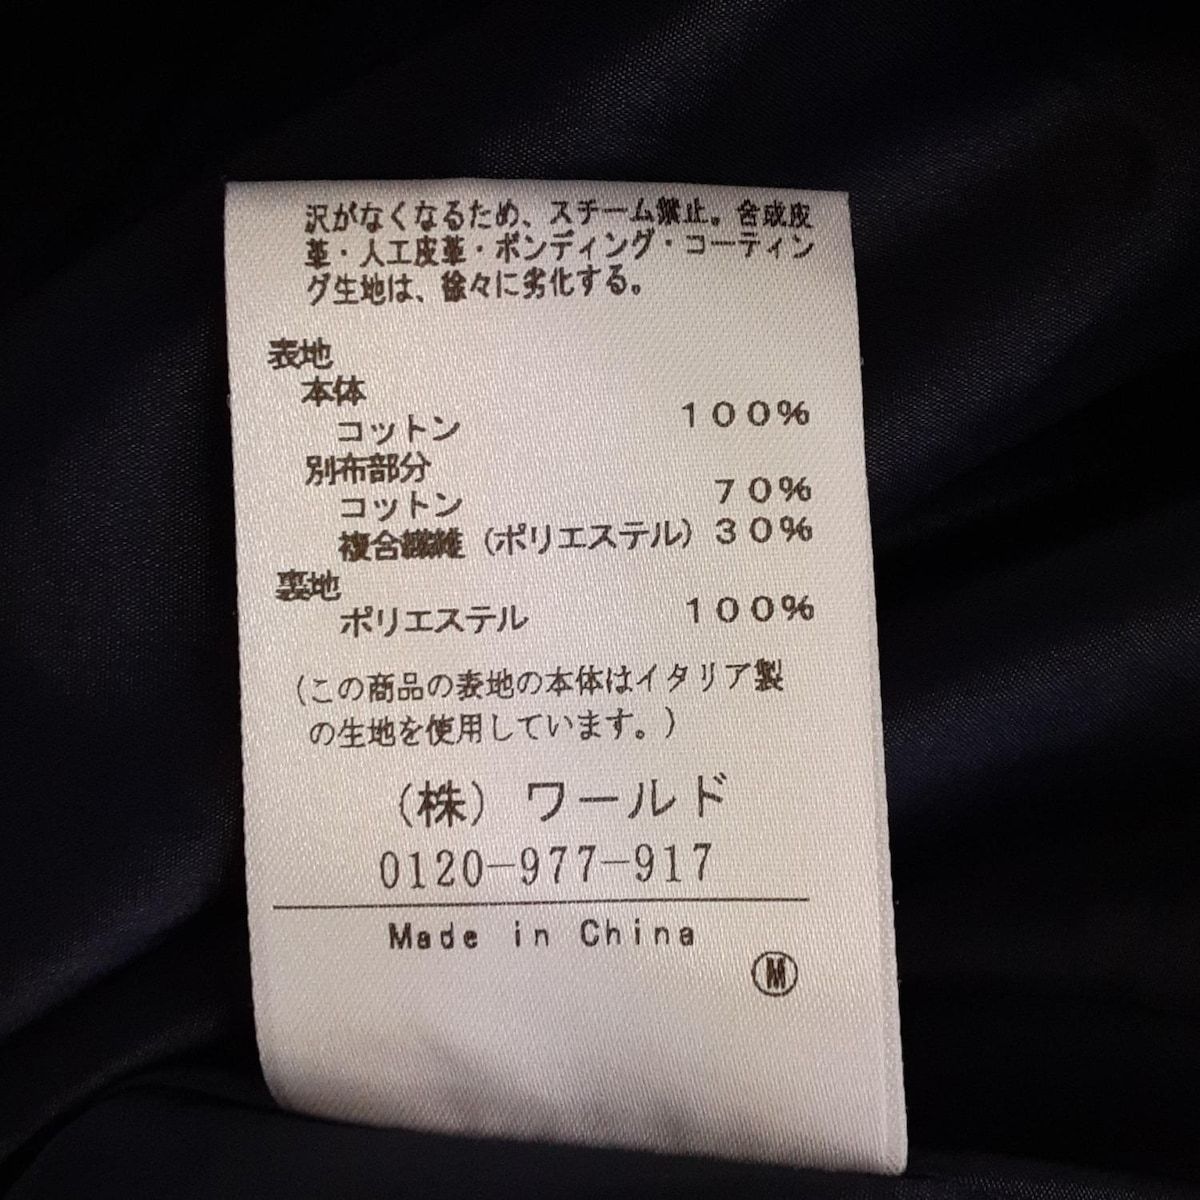 沢がなくなるため、スチーム禁止。合成皮
革・人工皮革・ボンディング・コーティン
グ生地は、徐々に劣化する。
表地
本体
コットン 100%
別布部分
コットン 70%
複合繊維(ポリエステル) 30%
裏地
ポリエステル 100%
(この商品の表地の本体はイタリア製
の生地を使用しています。)
(株) ワールド
0120-977-917
Made in China
Ⓜ